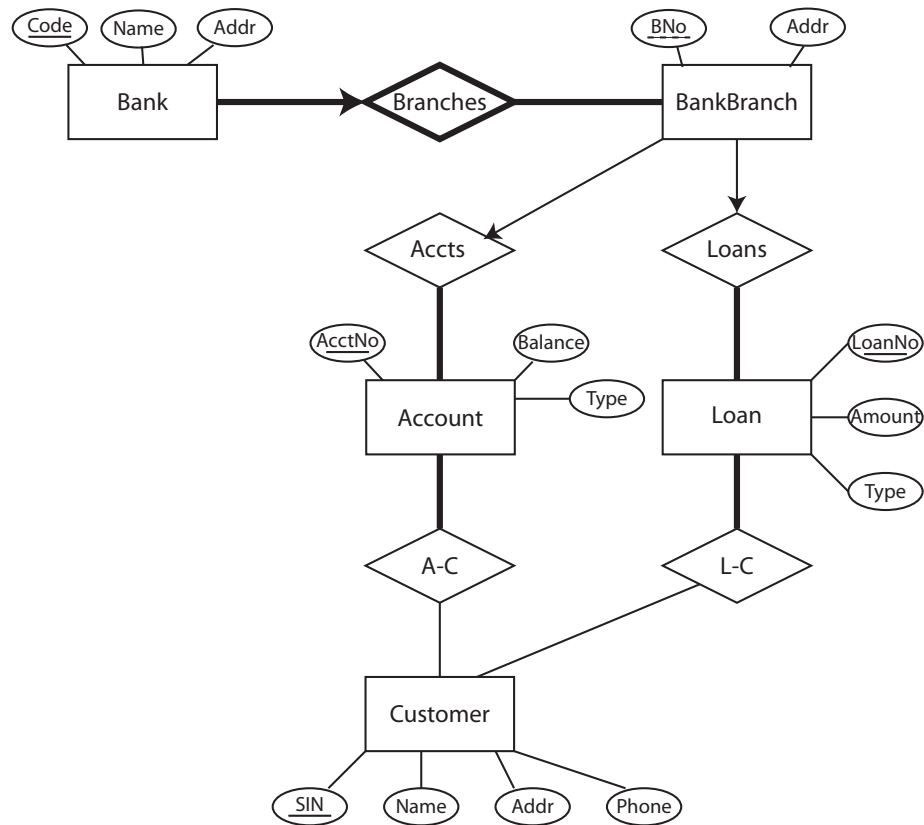 Code
Name
Addr
BNo
Addr
Bank
Branches
BankBranch
Accts
Loans
AcctNo
Balance
LoanNo
Type
Account
Loan
Amount
Type
A-C
L-C
Customer
SIN
Name
Addr
Phone